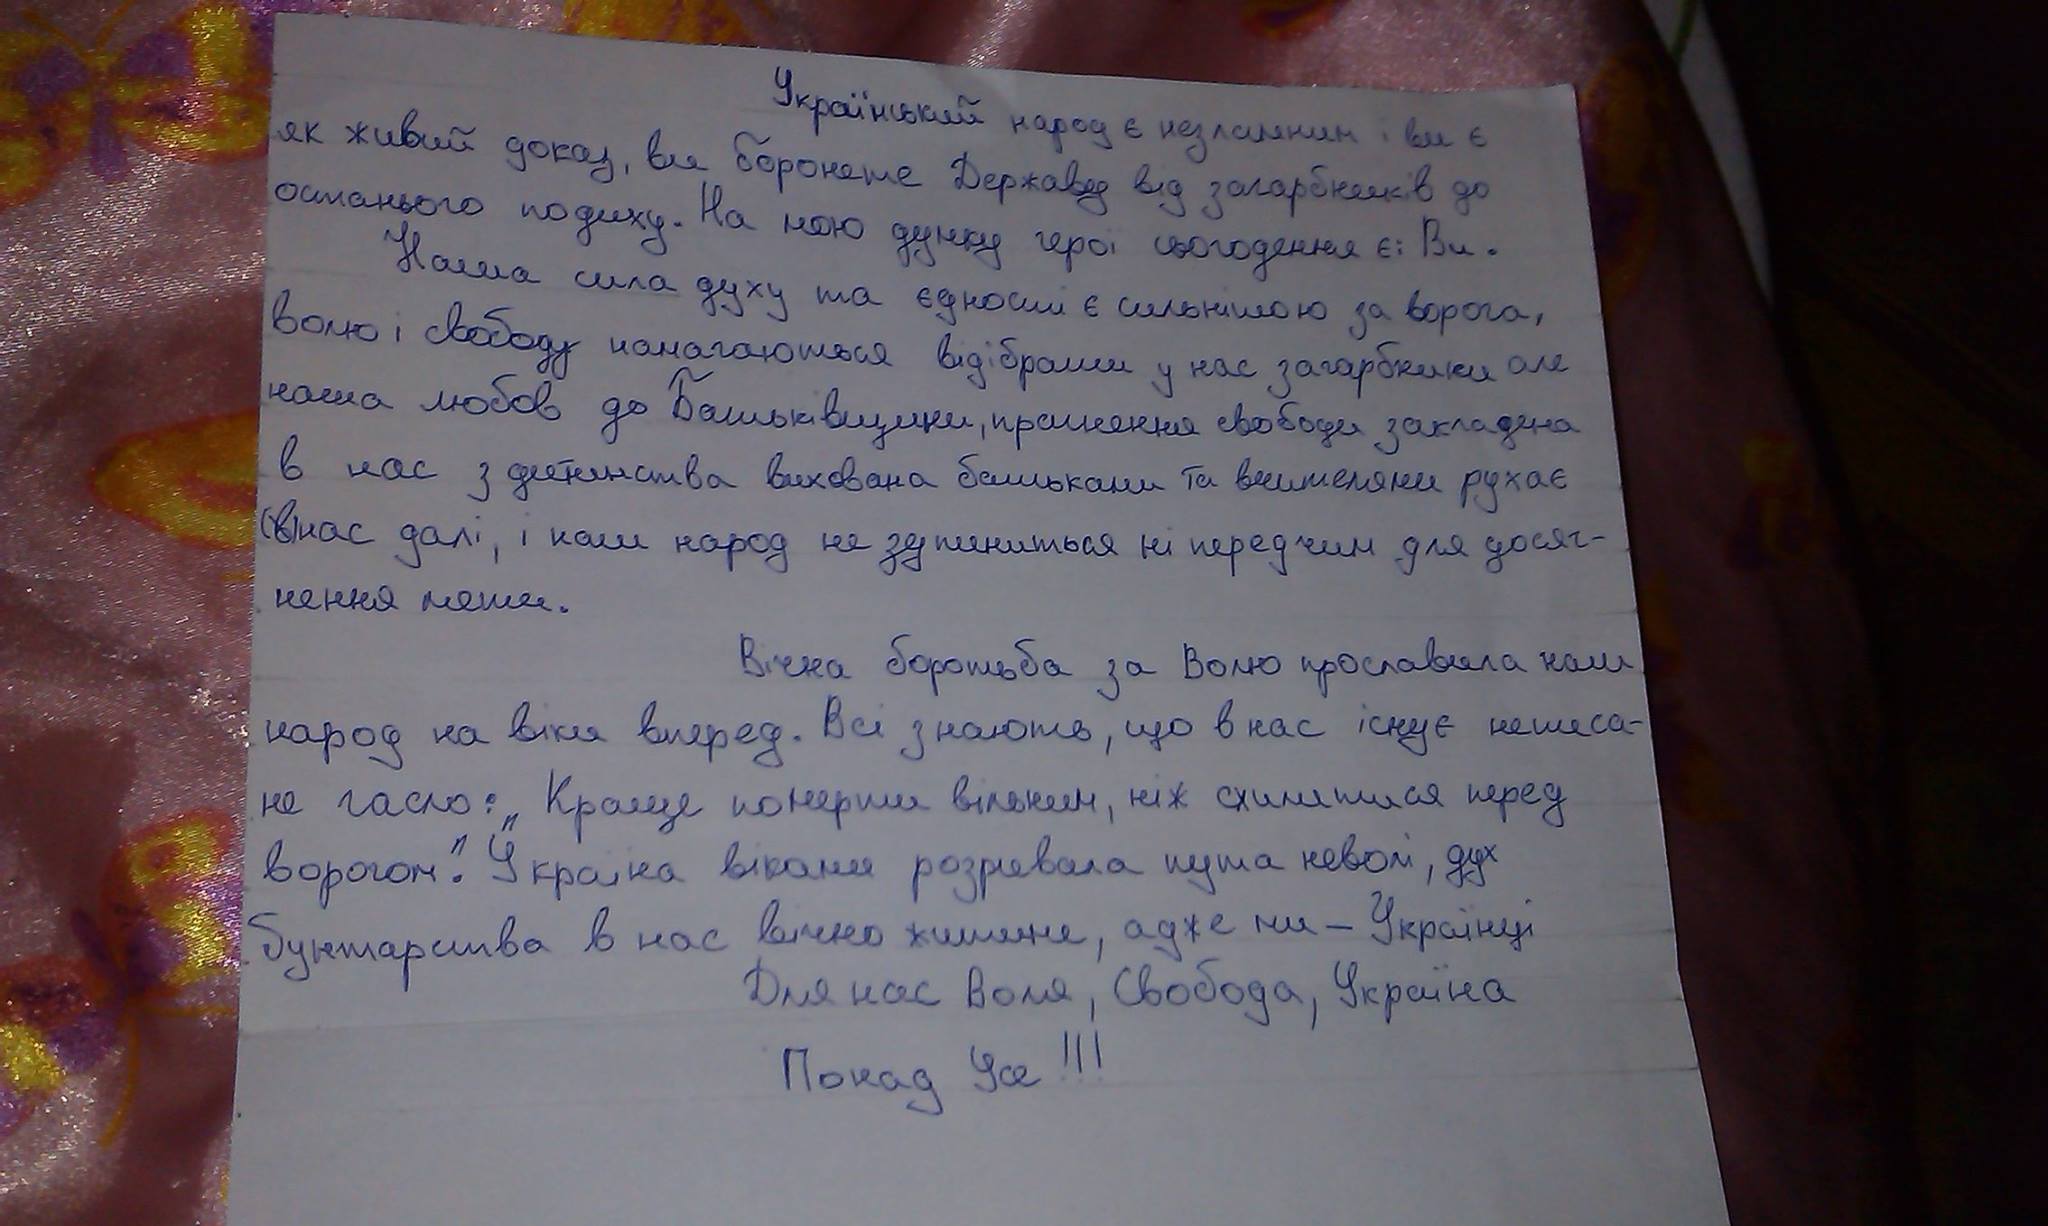 Український народ є незламним і ви є
як живий доказ, ви бороните Державу від загарбників до
останнього подиху. На мою думку герої сьогодення є: Ви.
Наша сила духу та єдності є сильнішою за ворога,
волю і свободу намагаються відібрати у нас загарбники але
наша любов до Батьківщини, прагнення свободи закладена
в нас з дитинства вихована батьками та вчителями рухає
(в)нас далі, і наш народ не зупиниться ні перед чим для досяг-
нення мети.
Вічна боротьба за Волю прославила наш
народ на віки вперед. Всі знають, що в нас існує неписа-
не гасло: „Краще померти вільним, ніж схилитися перед
ворогом". Україна віками розривала пута неволі, дух
бунтарства в нас вічно житиме, адже ми – Українці
Для нас Воля, Свобода, Україна
Понад Усе!!!